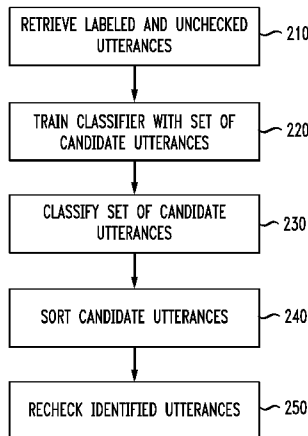 RETRIEVE LABELED AND UNCHECKED
UTTERANCES
210
TRAIN CLASSIFIER WITH SET OF
CANDIDATE UTTERANCES
220
CLASSIFY SET OF CANDIDATE
UTTERANCES
230
SORT CANDIDATE UTTERANCES
240
RECHECK IDENTIFIED UTTERANCES
250